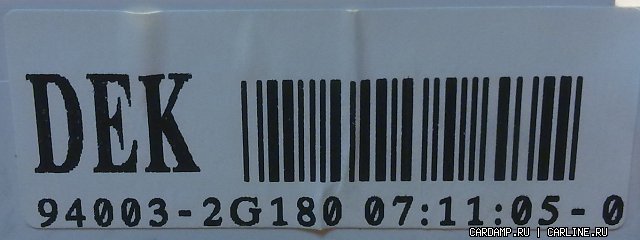 DEK
94003-2G180 07:11:05-0
CARDAMP.RU | CARLINE.RU